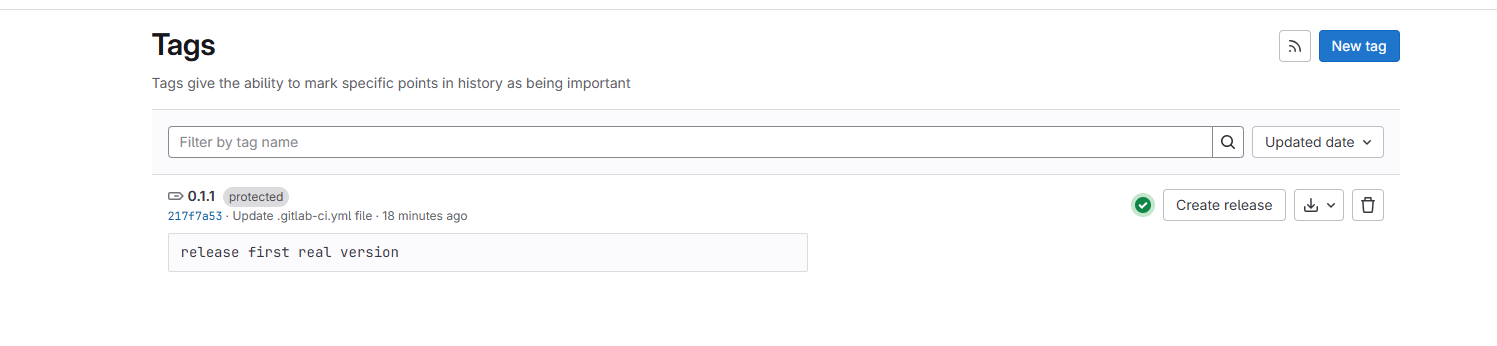 Tags
New tag
Tags give the ability to mark specific points in history as being important
Filter by tag name
Updated date
0.1.1 protected
217f7a53 · Update .gitlab-ci.yml file · 18 minutes ago
Create release
release first real version